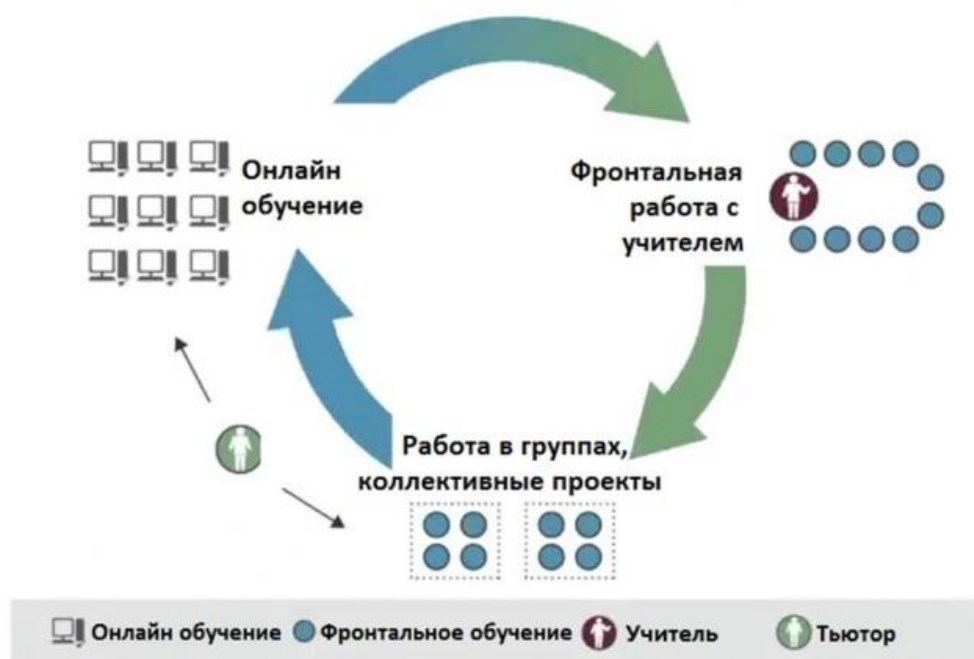 Онлайн
обучение
Фронтальная
работа с
учителем
Работа в группах,
коллективные проекты
Онлайн обучение Фронтальное обучение Учитель Тьютор